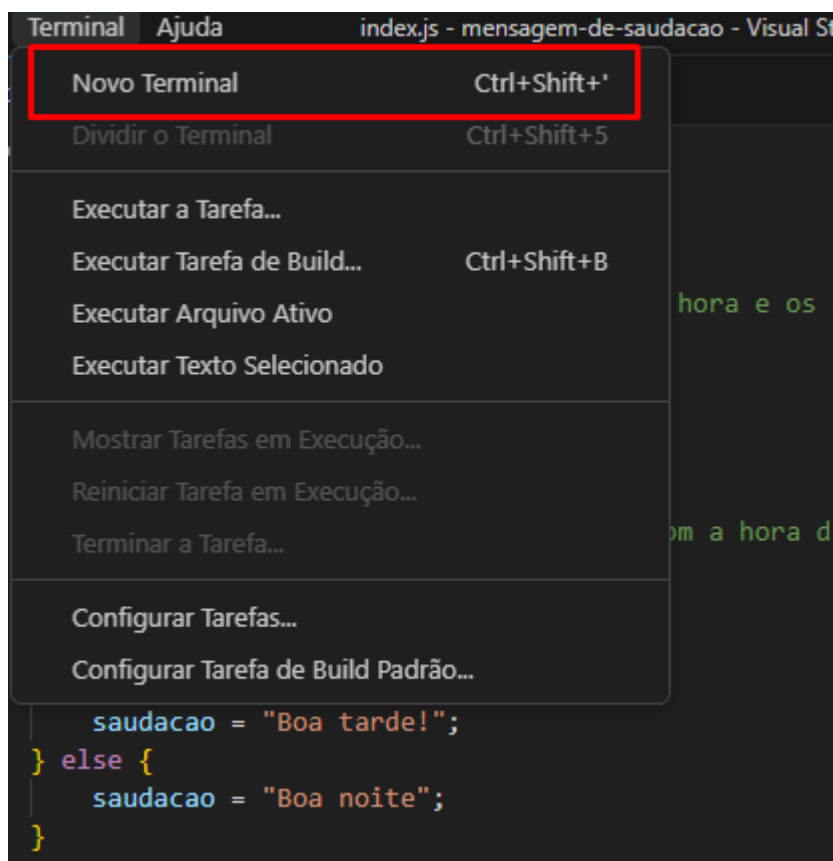 Terminal Ajuda index.js - mensagem-de-saudacao - Visual St
Novo Terminal Ctrl+Shift+'
Dividir o Terminal Ctrl+Shift+5
Executar a Tarefa...
Executar Tarefa de Build... Ctrl+Shift+B
hora e os
Executar Arquivo Ativo
Executar Texto Selecionado
Mostrar Tarefas em Execução...
Reiniciar Tarefa em Execução...
om a hora d
Terminar a Tarefa...
Configurar Tarefas...
Configurar Tarefa de Build Padrão...
saudacao = "Boa tarde!";
} else {
saudacao = "Boa noite";
}